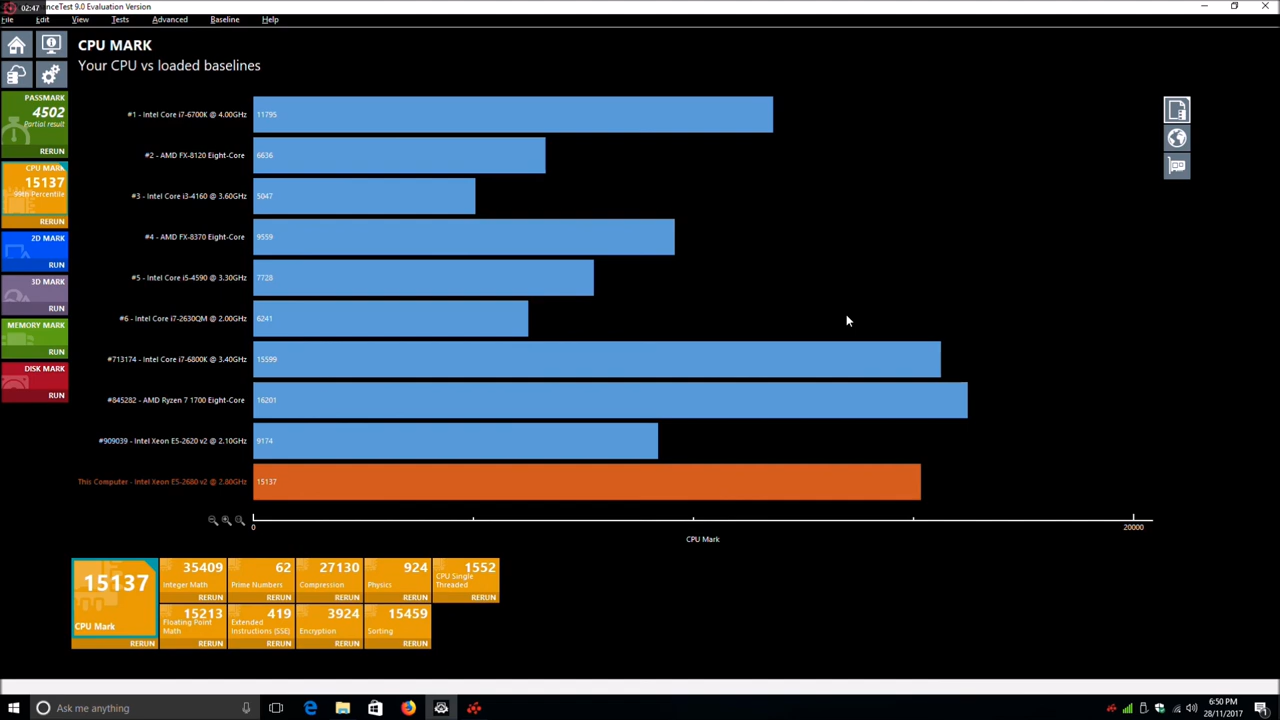 02:47
nceTest 9.0 Evaluation Version
File Edit View Tests Advanced Baseline Help
CPU MARK
Your CPU vs loaded baselines
PASSMARK
4502
Partial result
RERUN
CPU MARK
15137
99th Percentile
RERUN
2D MARK
RUN
3D MARK
RUN
MEMORY MARK
RUN
DISK MARK
RUN
#1 - Intel Core i7-6700K @ 4.00GHz 11795
#2 - AMD FX-8120 Eight-Core 6636
#3 - Intel Core i3-4160 @ 3.60GHz 5047
#4 - AMD FX-8370 Eight-Core 9559
#5 - Intel Core i5-4590 @ 3.30GHz 7728
#6 - Intel Core i7-2630QM @ 2.00GHz 6241
#713174 - Intel Core i7-6800K @ 3.40GHz 15599
#845282 - AMD Ryzen 7 1700 Eight-Core 16201
#909039 - Intel Xeon E5-2620 v2 @ 2.10GHz 9174
This Computer - Intel Xeon E5-2680 v2 @ 2.80GHz 15137
0 20000
CPU Mark
15137
CPU Mark
RERUN
35409
Integer Math
RERUN
62
Prime Numbers
RERUN
27130
Compression
RERUN
924
Physics
RERUN
1552
CPU Single
Threaded
RERUN
15213
Floating Point
Math
RERUN
419
Extended
Instructions (SSE)
RERUN
3924
Encryption
RERUN
15459
Sorting
RERUN
Ask me anything
6:50 PM
28/11/2017
1